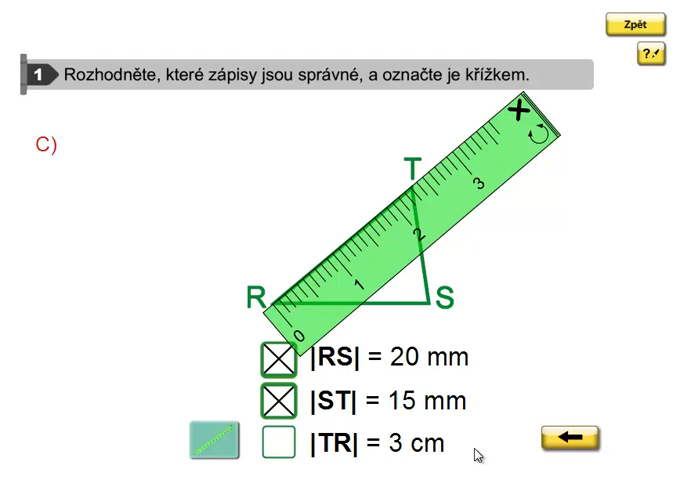 Zpět
?
1 Rozhodněte, které zápisy jsou správné, a označte je křížkem.
C)
T
3
2
1
0
R
S
|RS| = 20 mm
|ST| = 15 mm
|TR| = 3 cm